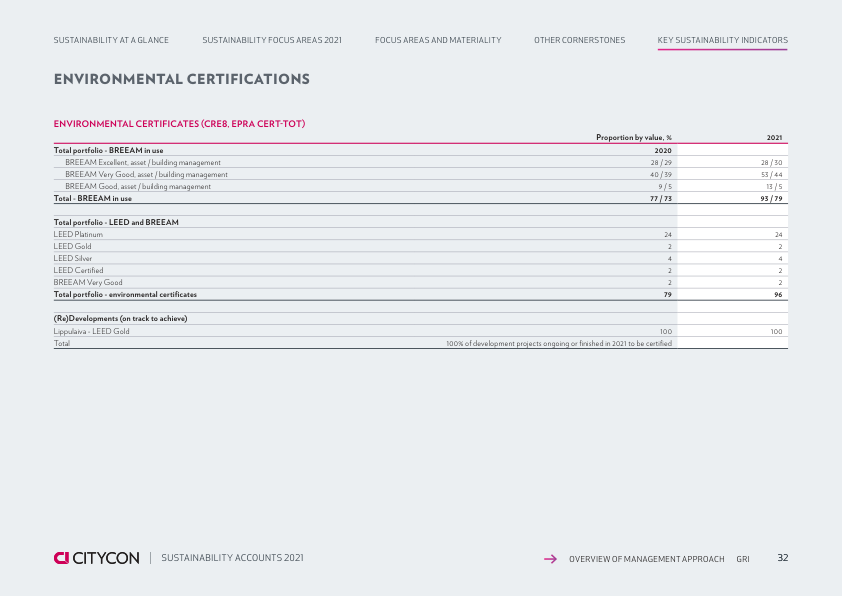 SUSTAINABILITY AT A GLANCE SUSTAINABILITY FOCUS AREAS 2021 FOCUS AREAS AND MATERIALITY OTHER CORNERSTONES KEY SUSTAINABILITY INDICATORS
ENVIRONMENTAL CERTIFICATIONS
ENVIRONMENTAL CERTIFICATES (CRE8, EPRA CERT-TOT)
Proportion by value, % 2021
Total portfolio - BREEAM in use 2020
BREEAM Excellent, asset / building management 28 / 29 28 / 30
BREEAM Very Good, asset / building management 40 / 39 53 / 44
BREEAM Good, asset / building management 9 / 5 13 / 5
Total - BREEAM in use 77 / 73 93 / 79
Total portfolio - LEED and BREEAM
LEED Platinum 24 24
LEED Gold 2 2
LEED Silver 4 4
LEED Certified 2 2
BREEAM Very Good 2 2
Total portfolio - environmental certificates 79 96
(Re)Developments (on track to achieve)
Lippulaiva - LEED Gold 100 100
Total 100% of development projects ongoing or finished in 2021 to be certified
CITYCON SUSTAINABILITY ACCOUNTS 2021 OVERVIEW OF MANAGEMENT APPROACH GRI 32